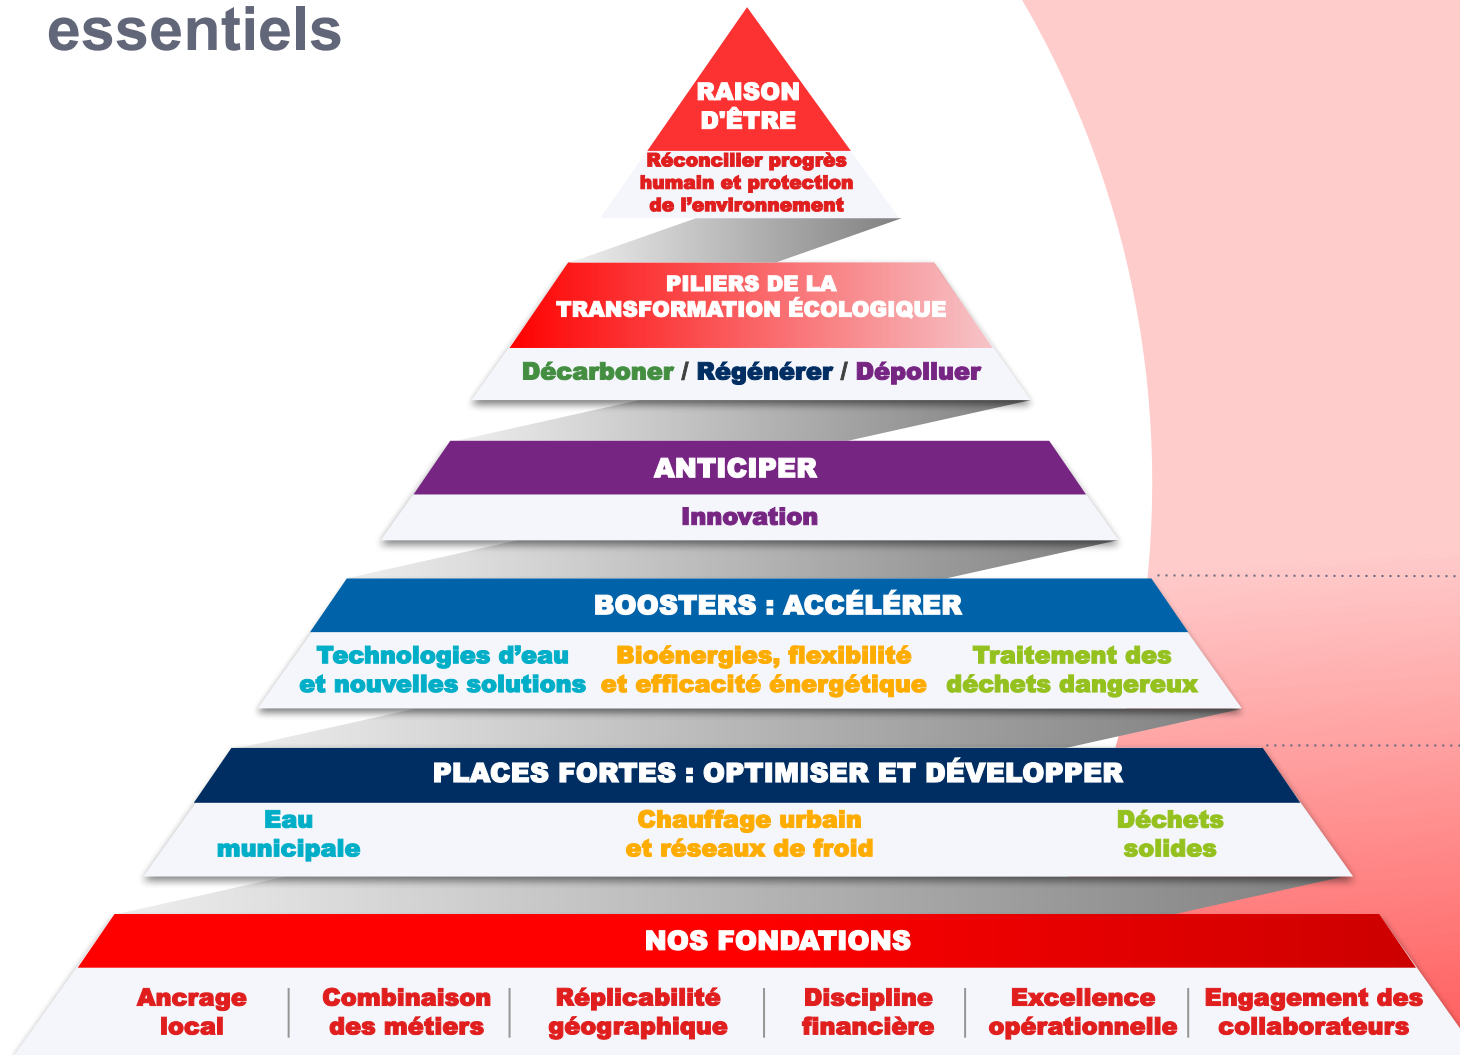 essentiels
RAISON
D'ÊTRE
Réconcilier progrès
humain et protection
de l'environnement
PILIERS DE LA
TRANSFORMATION ÉCOLOGIQUE
Décarboner / Régénérer / Dépolluer
ANTICIPER
Innovation
BOOSTERS : ACCÉLÉRER
Technologies d'eau
et nouvelles solutions
Bioénergies, flexibilité
et efficacité énergétique
Traitement des
déchets dangereux
PLACES FORTES : OPTIMISER ET DÉVELOPPER
Eau
municipale
Chauffage urbain
et réseaux de froid
Déchets
solides
NOS FONDATIONS
Ancrage
local
Combinaison
des métiers
Réplicabilité
géographique
Discipline
financière
Excellence
opérationnelle
Engagement des
collaborateurs